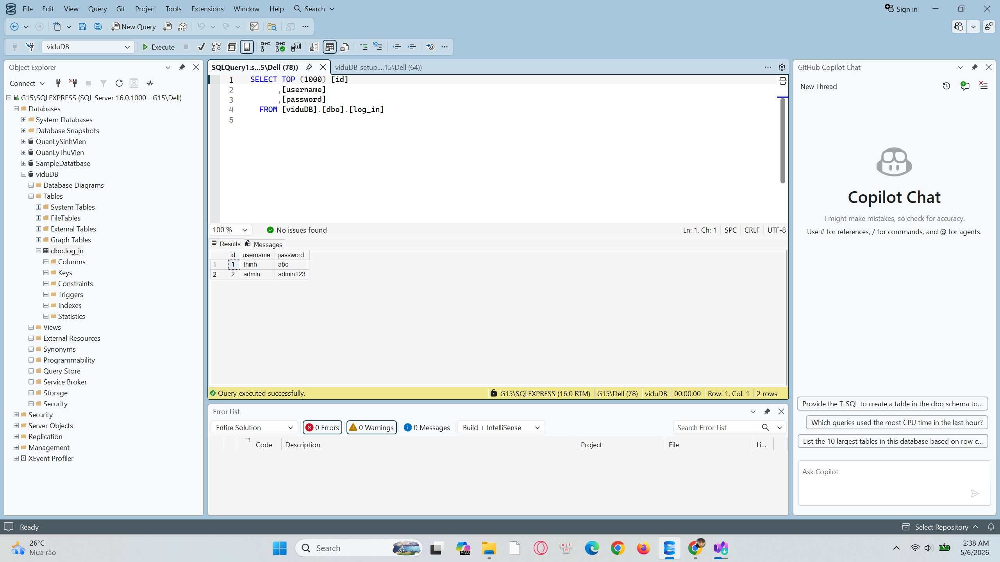 File Edit View Query Git Project Tools Extensions Window Help Search Sign in
New Query DAX
viduDB Execute
Object Explorer
Connect
G15\SQLEXPRESS (SQL Server 16.0.1000 - G15\Dell)
Databases
System Databases
Database Snapshots
QuanLySinhVien
QuanLyThuVien
SampleDatatbase
viduDB
Database Diagrams
Tables
System Tables
FileTables
External Tables
Graph Tables
dbo.log_in
Columns
Keys
Constraints
Triggers
Indexes
Statistics
Views
External Resources
Synonyms
Programmability
Query Store
Service Broker
Storage
Security
Security
Server Objects
Replication
Management
XEvent Profiler
SQLQuery1.s...5\Dell (78)) viduDB_setup....15\Dell (64))
1 SELECT TOP (1000) [id]
2 ,[username]
3 ,[password]
4 FROM [viduDB].[dbo].[log_in]
5
100 % No issues found Ln: 1, Ch: 1 SPC CRLF UTF-8
Results Messages
id username password
1 1 thinh abc
2 2 admin admin123
Query executed successfully. G15\SQLEXPRESS (16.0 RTM) G15\Dell (78) viduDB 00:00:00 Row: 1, Col: 1 2 rows
Error List
Entire Solution 0 Errors 0 Warnings 0 Messages Build + IntelliSense Search Error List
Code Description Project File Li...
GitHub Copilot Chat
New Thread
Copilot Chat
I might make mistakes, so check for accuracy.
Use # for references, / for commands, and @ for agents.
Provide the T-SQL to create a table in the dbo schema to...
Which queries used the most CPU time in the last hour?
List the 10 largest tables in this database based on row c...
Ask Copilot
Ready Select Repository
26°C
Mưa rào
Search
M365
2:38 AM
5/6/2026